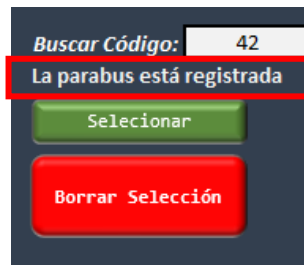 Buscar Código: 42
La parabus está registrada
Selecionar
Borrar Selección